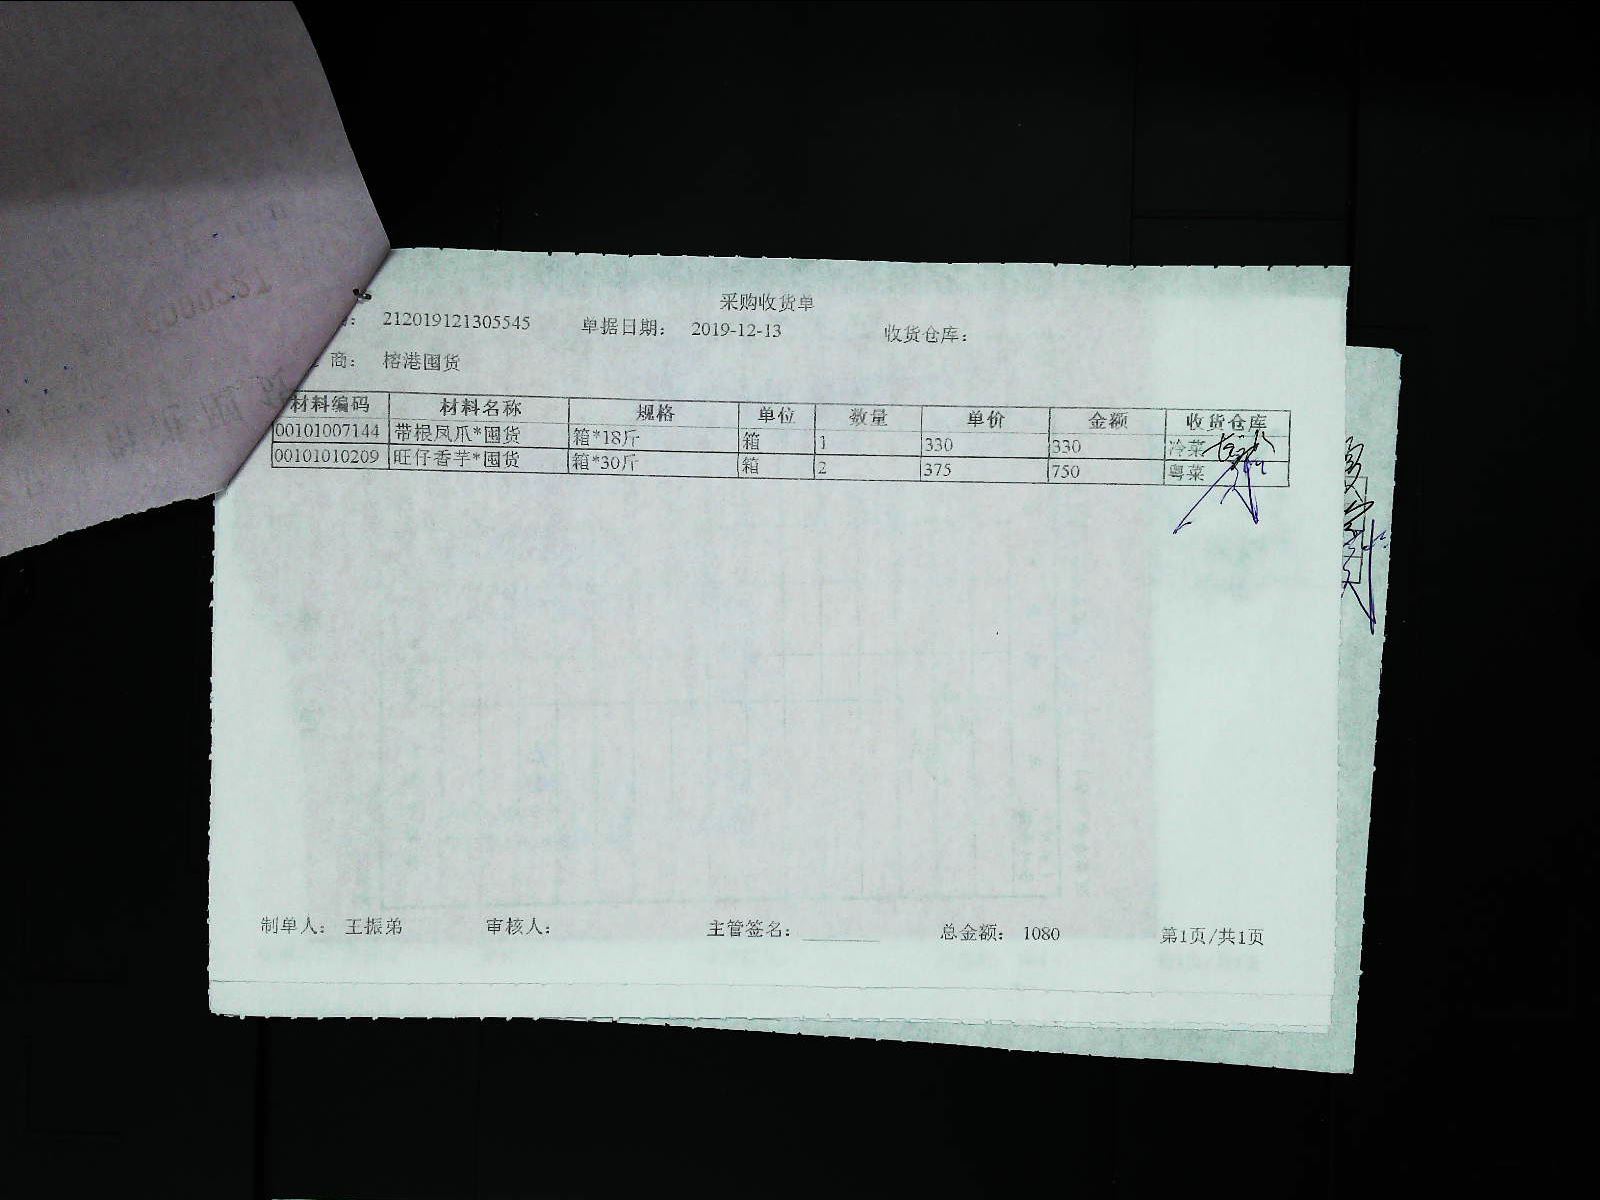 采购收货单
212019121305545 单据日期: 2019-12-13 收货仓库:
商: 榕港囤货
材料编码 材料名称 规格 单位 数量 单价 金额 收货仓库
00101007144 带根凤爪*囤货 箱*18斤 箱 1 330 330 冷菜
00101010209 旺仔香芋*囤货 箱*30斤 箱 2 375 750 粤菜
制单人: 王振弟 审核人: 主管签名: 总金额: 1080 第1页/共1页